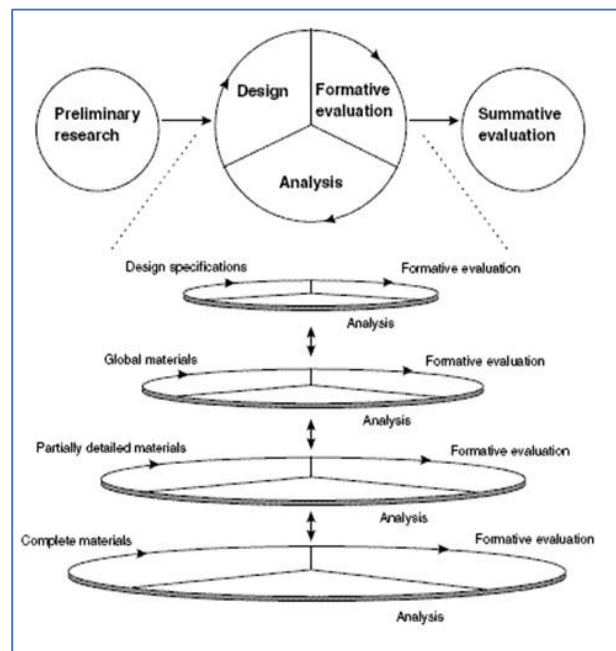 Preliminary
research
Design
Formative
evaluation
Analysis
Summative
evaluation
Design specifications
Formative evaluation
Analysis
Global materials
Formative evaluation
Analysis
Partially detailed materials
Formative evaluation
Analysis
Complete materials
Formative evaluation
Analysis